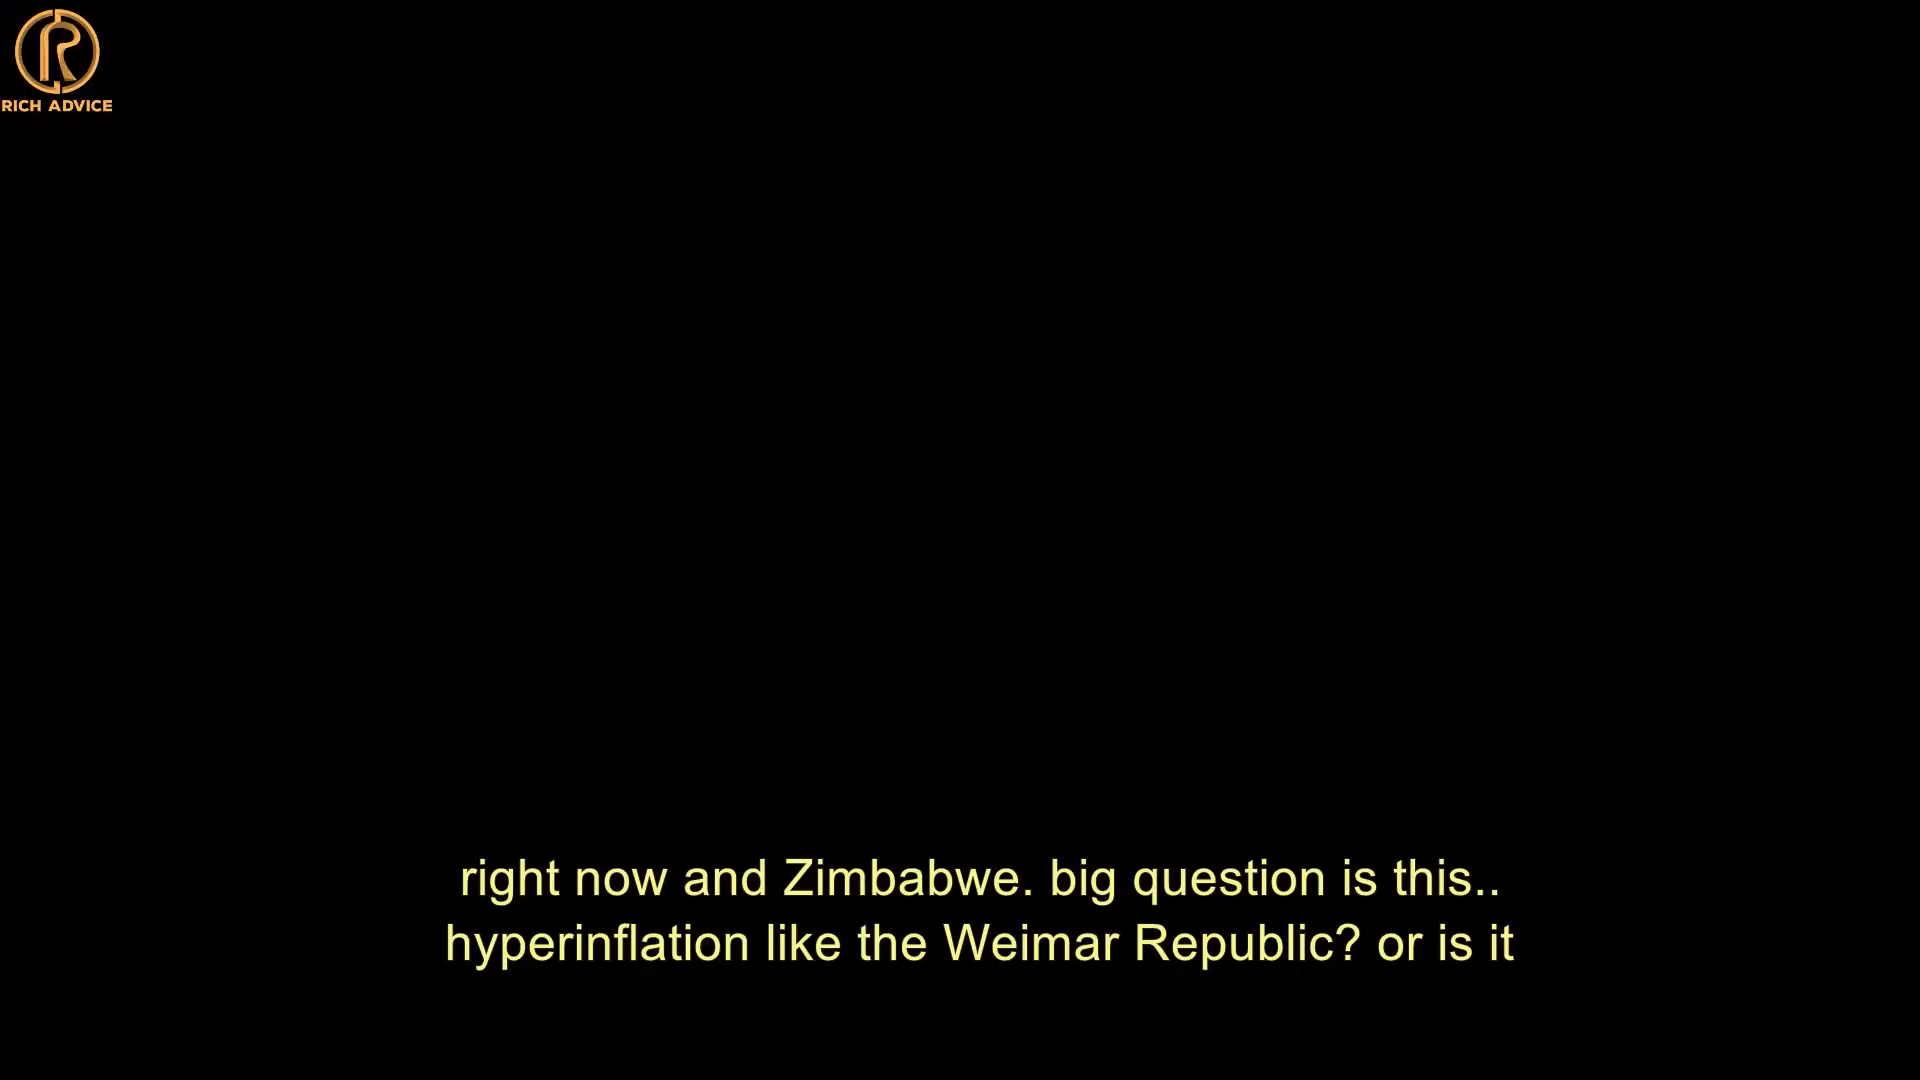 RICH ADVICE
right now and Zimbabwe. big question is this..
hyperinflation like the Weimar Republic? or is it